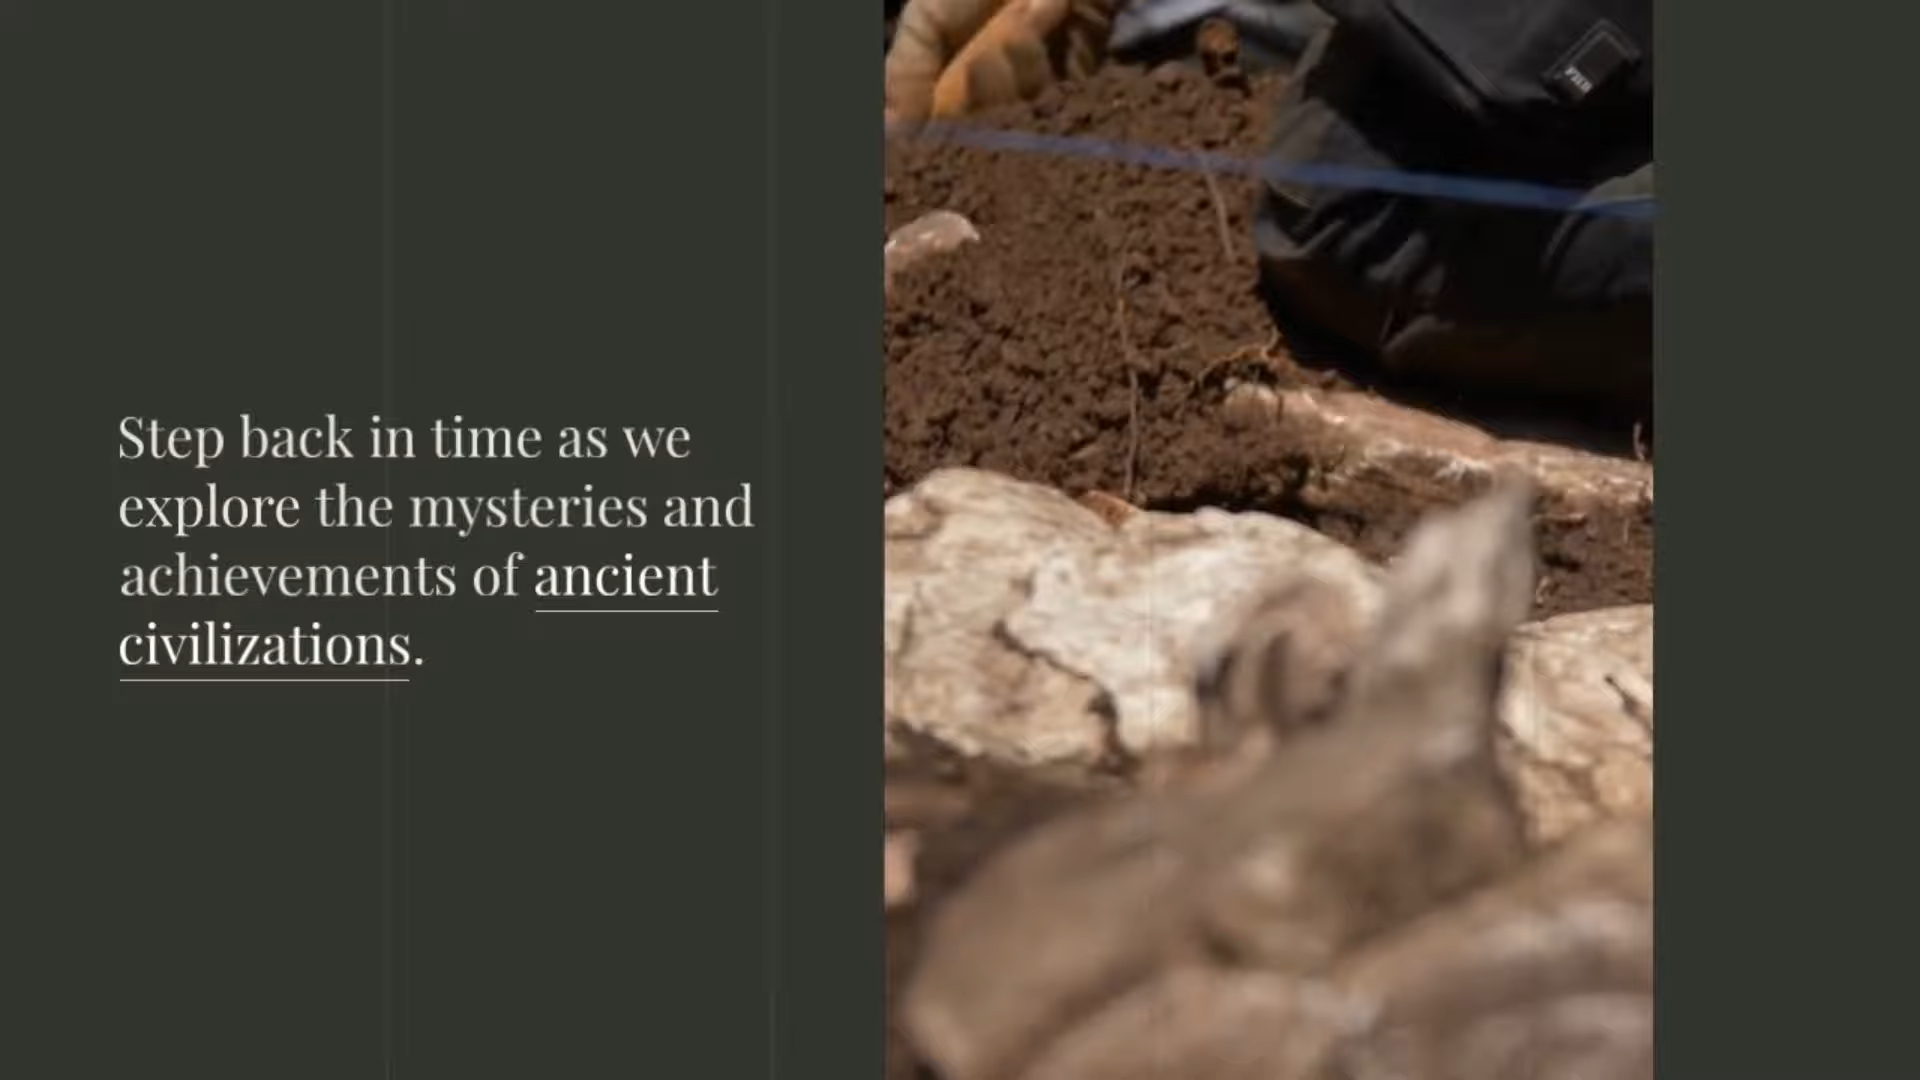 Step back in time as we
explore the mysteries and
achievements of ancient
civilizations.